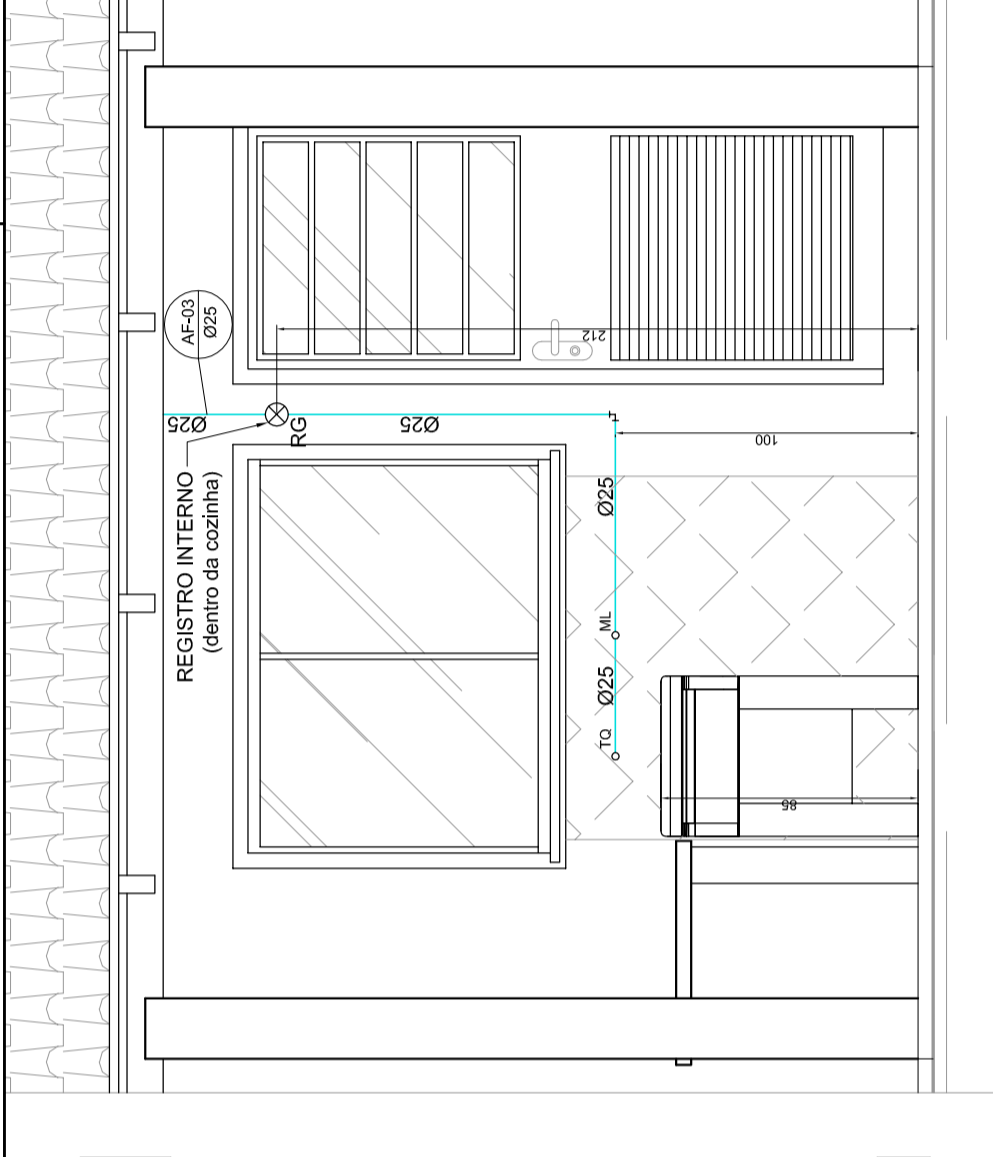 AF-03
Ø25
Ø25
REGISTRO INTERNO
(dentro da cozinha)
RG
Ø25
212
100
Ø25
ML
Ø25
TQ
85